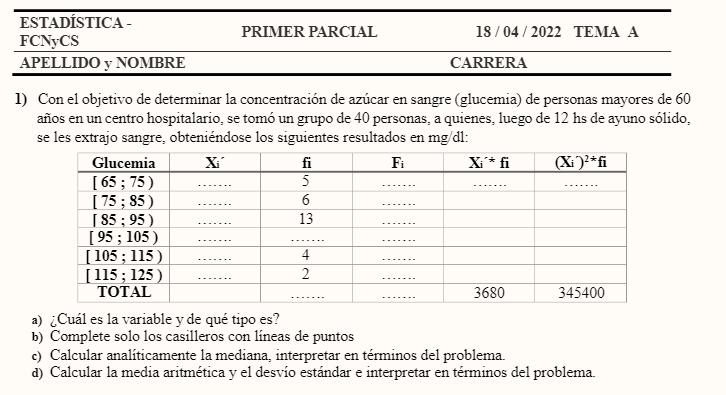 ESTADÍSTICA -
FCNyCS
PRIMER PARCIAL
18 / 04 / 2022 TEMA A
APELLIDO y NOMBRE
CARRERA
1) Con el objetivo de determinar la concentración de azúcar en sangre (glucemia) de personas mayores de 60
años en un centro hospitalario, se tomó un grupo de 40 personas, a quienes, luego de 12 hs de ayuno sólido,
se les extrajo sangre, obteniéndose los siguientes resultados en mg/dl:
Glucemia Xi´ fi Fi Xi´* fi (Xi´)²*fi
[ 65 ; 75 ) ....... 5 ....... ....... .......
[ 75 ; 85 ) ....... 6 .......
[ 85 ; 95 ) ....... 13 .......
[ 95 ; 105 ) ....... ....... .......
[ 105 ; 115 ) ....... 4 .......
[ 115 ; 125 ) ....... 2 .......
TOTAL ....... ....... 3680 345400
a) ¿Cuál es la variable y de qué tipo es?
b) Complete solo los casilleros con líneas de puntos
c) Calcular analíticamente la mediana, interpretar en términos del problema.
d) Calcular la media aritmética y el desvío estándar e interpretar en términos del problema.